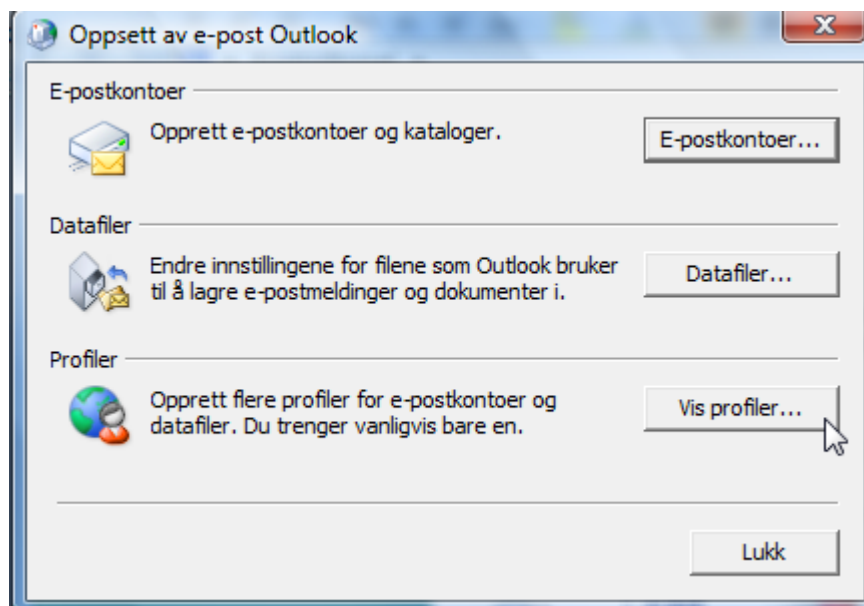 Oppsett av e-post Outlook
E-postkontoer
Opprett e-postkontoer og kataloger.
E-postkontoer...
Datafiler
Endre innstillingene for filene som Outlook bruker
til å lagre e-postmeldinger og dokumenter i.
Datafiler...
Profiler
Opprett flere profiler for e-postkontoer og
datafiler. Du trenger vanligvis bare en.
Vis profiler...
Lukk